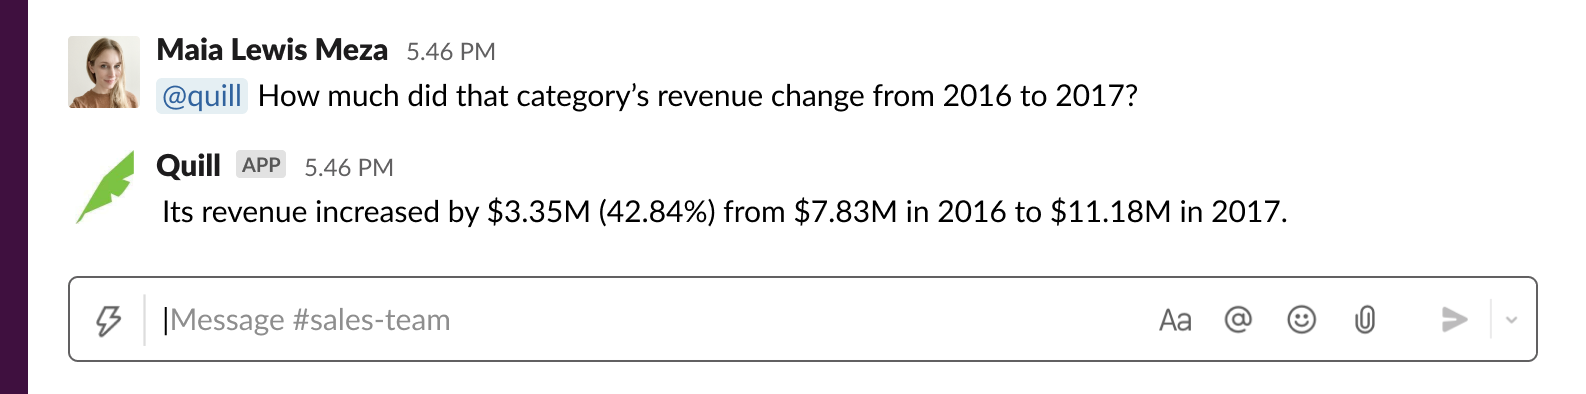 Maia Lewis Meza 5.46 PM
@quill How much did that category’s revenue change from 2016 to 2017?
Quill APP 5.46 PM
Its revenue increased by $3.35M (42.84%) from $7.83M in 2016 to $11.18M in 2017.
Message #sales-team Aa @